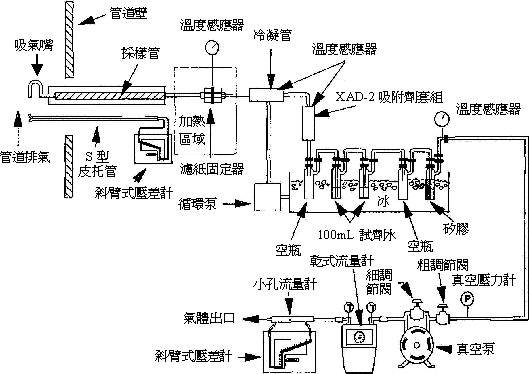 管道壁
吸氣嘴
採樣管
溫度感應器
冷凝管
溫度感應器
XAD-2 吸附劑套組
溫度感應器
加熱
區域
管道排氣
S 型
皮托管
濾紙固定器
斜臂式壓差計
循環泵
冰
空瓶
100mL 試劑水
空瓶
矽膠
乾式流量計
細調
節閥
粗調節閥
真空壓力計
小孔流量計
氣體出口
T
T
P
斜臂式壓差計
真空泵